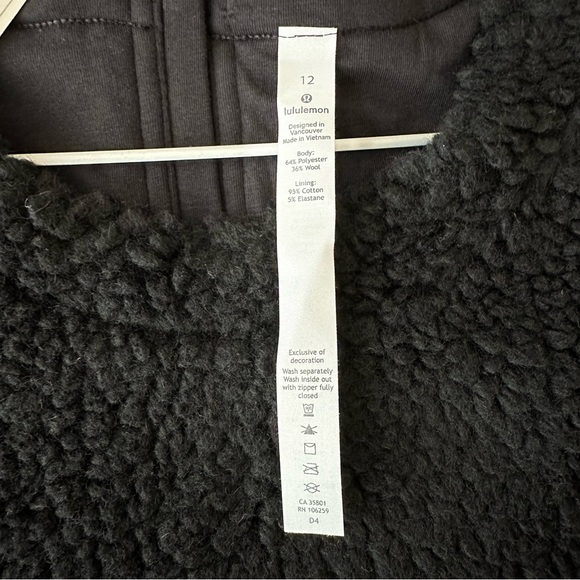 12
lululemon
Designed in
Vancouver
Made in Vietnam
Body:
64% Polyester
36% Wool
Lining:
95% Cotton
5% Elastane
Exclusive of
decoration
Wash separately
Wash inside out
with zipper fully
closed
CA 35801
RN 106259
D4